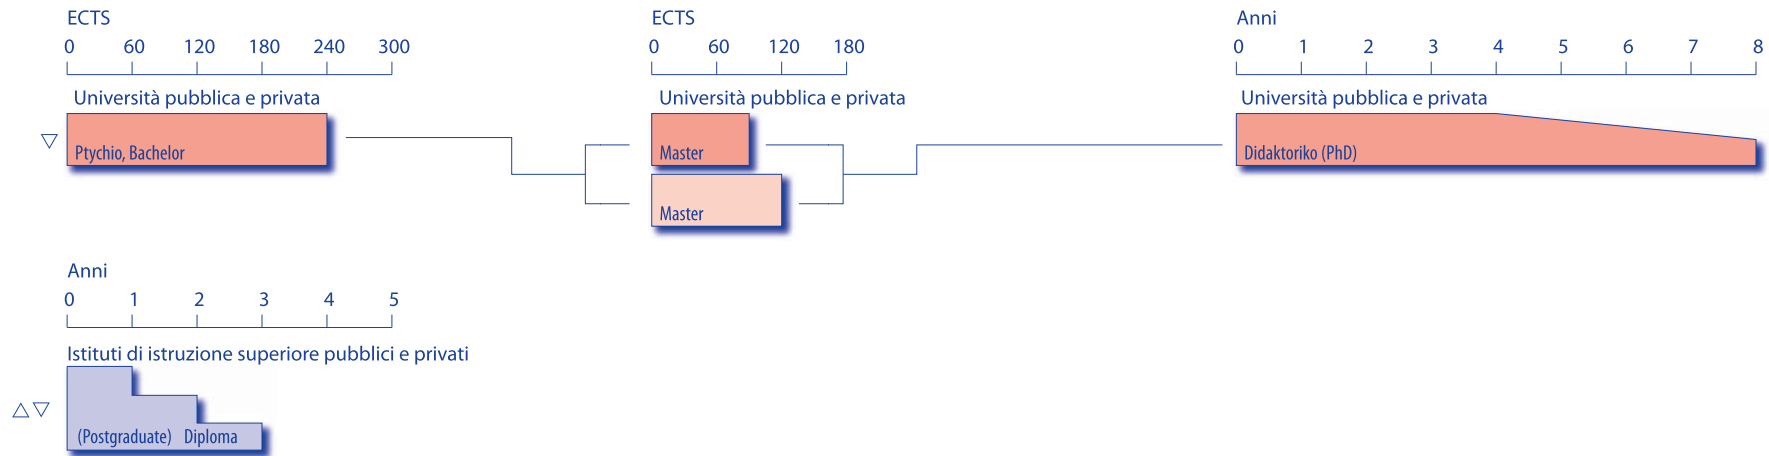 ECTS
0 60 120 180 240 300
Università pubblica e privata
Ptychio, Bachelor
ECTS
0 60 120 180
Università pubblica e privata
Master
Master
Anni
0 1 2 3 4 5 6 7 8
Università pubblica e privata
Didaktoriko (PhD)
Anni
0 1 2 3 4 5
Istituti di istruzione superiore pubblici e privati
(Postgraduate) Diploma